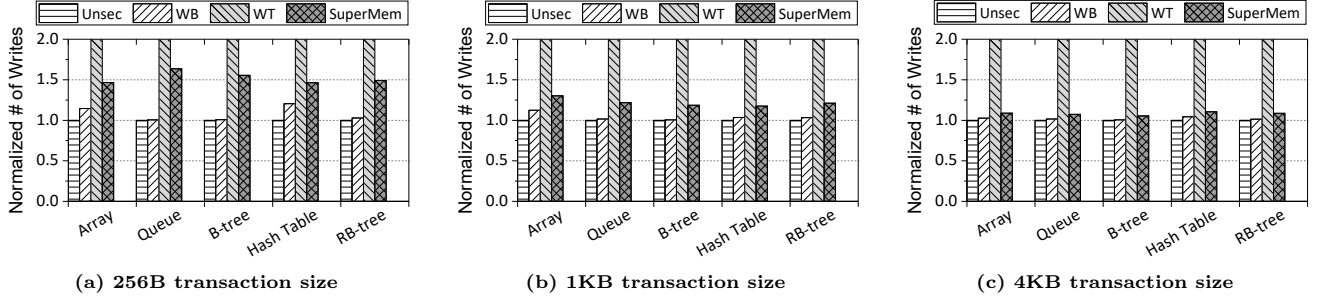 Unsec WB WT SuperMem
Normalized # of Writes
2.0
1.5
1.0
0.5
0.0
Array Queue B-tree Hash Table RB-tree
(a) 256B transaction size
Unsec WB WT SuperMem
Normalized # of Writes
2.0
1.5
1.0
0.5
0.0
Array Queue B-tree Hash Table RB-tree
(b) 1KB transaction size
Unsec WB WT SuperMem
Normalized # of Writes
2.0
1.5
1.0
0.5
0.0
Array Queue B-tree Hash Table RB-tree
(c) 4KB transaction size